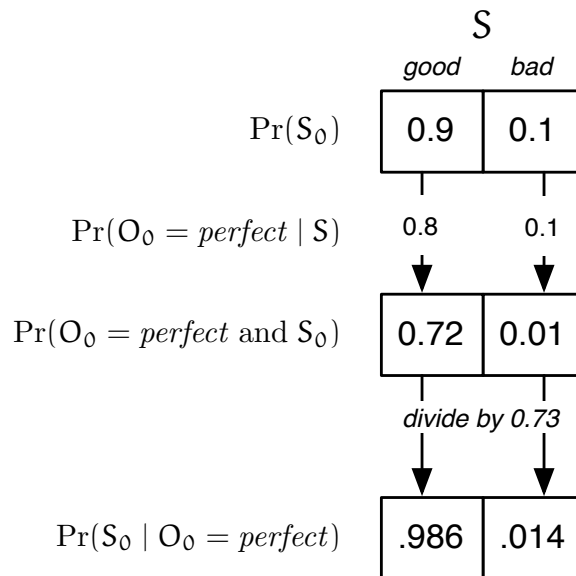 S
good bad
Pr(S₀) 0.9 0.1
Pr(O₀ = perfect | S) 0.8 0.1
Pr(O₀ = perfect and S₀) 0.72 0.01
divide by 0.73
Pr(S₀ | O₀ = perfect) .986 .014